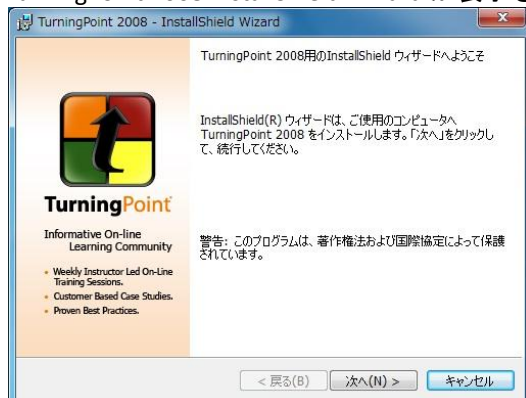 TurningPoint 2008 - InstallShield Wizard
TurningPoint 2008用のInstallShield ウィザードへようこそ
InstallShield(R) ウィザードは、ご使用のコンピュータへ
TurningPoint 2008 をインストールします。「次へ」をクリックし
て、続行してください。
TurningPoint
Informative On-line
Learning Community
• Weekly Instructor Led On-Line
Training Sessions.
• Customer Based Case Studies.
• Proven Best Practices.
警告: このプログラムは、著作権法および国際協定によって保護
されています。
< 戻る(B)
次へ(N) >
キャンセル